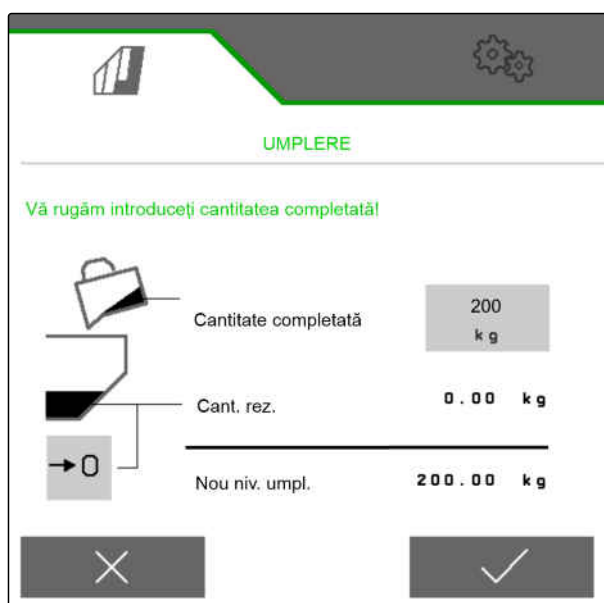 UMPLERE
Vă rugăm introduceți cantitatea completată!
Cantitate completată
200
kg
Cant. rez.
0.00 kg
→0
Nou niv. umpl.
200.00 kg